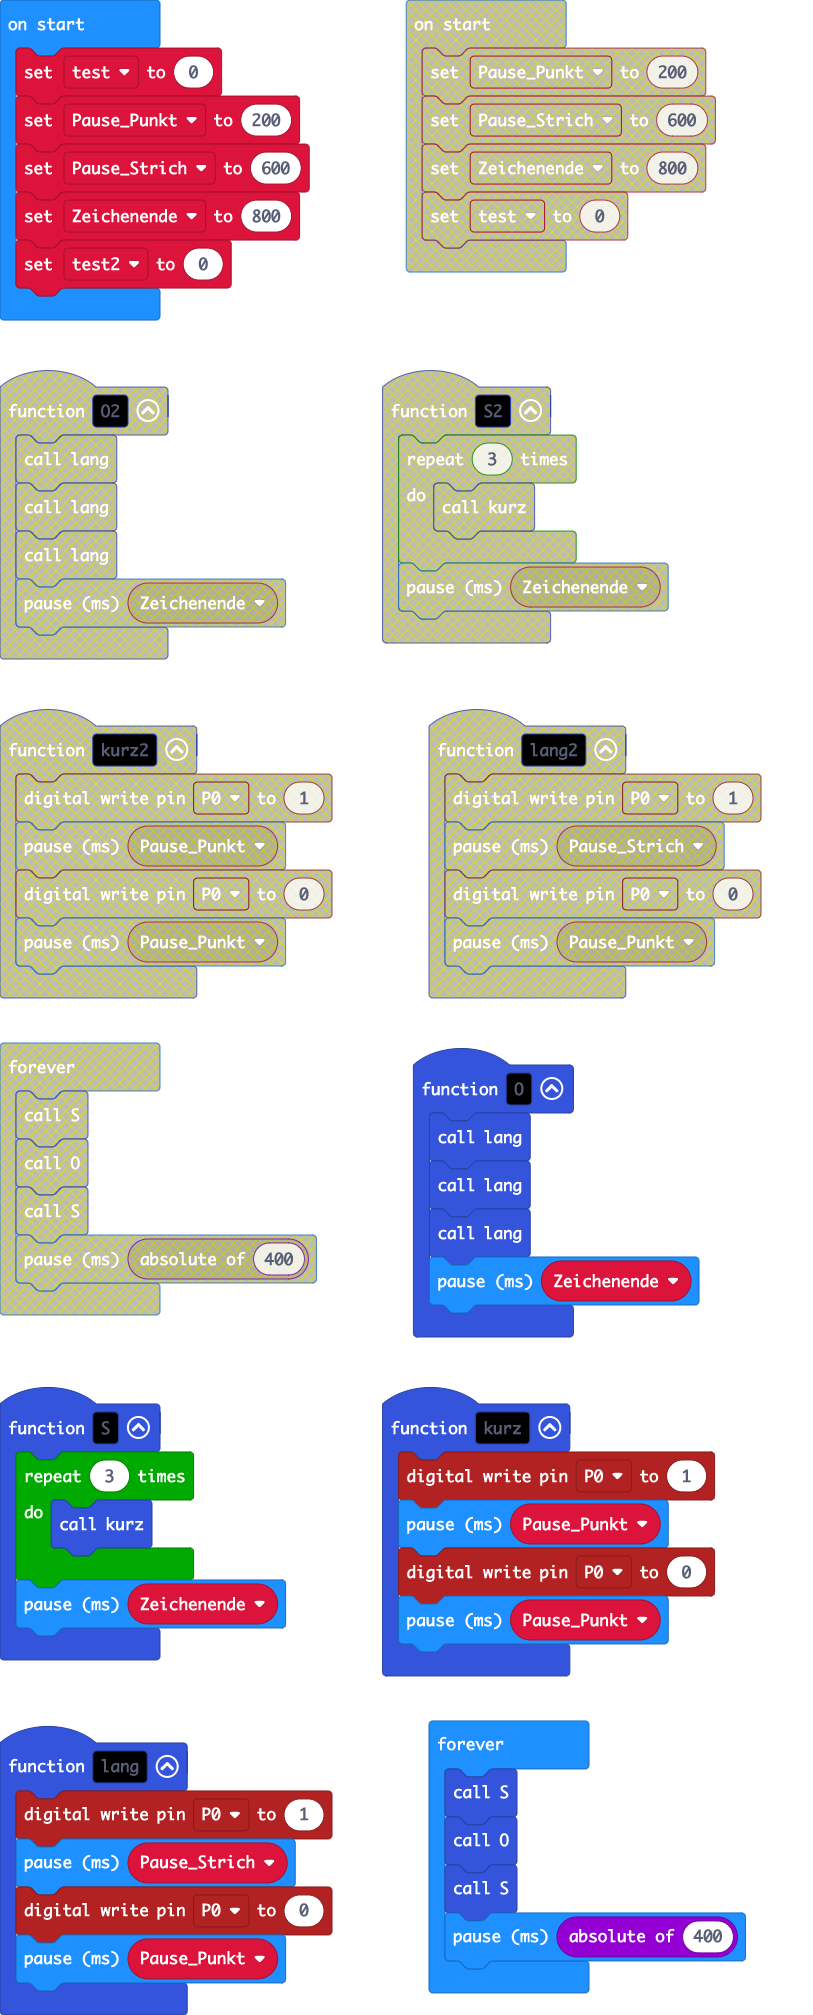 on start
set test to 0
set Pause_Punkt to 200
set Pause_Strich to 600
set Zeichenende to 800
set test2 to 0
on start
set Pause_Punkt to 200
set Pause_Strich to 600
set Zeichenende to 800
set test to 0
function O2
call lang
call lang
call lang
pause (ms) Zeichenende
function S2
repeat 3 times
do
call kurz
pause (ms) Zeichenende
function kurz2
digital write pin P0 to 1
pause (ms) Pause_Punkt
digital write pin P0 to 0
pause (ms) Pause_Punkt
function lang2
digital write pin P0 to 1
pause (ms) Pause_Strich
digital write pin P0 to 0
pause (ms) Pause_Punkt
forever
call S
call O
call S
pause (ms) absolute of 400
function O
call lang
call lang
call lang
pause (ms) Zeichenende
function S
repeat 3 times
do
call kurz
pause (ms) Zeichenende
function kurz
digital write pin P0 to 1
pause (ms) Pause_Punkt
digital write pin P0 to 0
pause (ms) Pause_Punkt
function lang
digital write pin P0 to 1
pause (ms) Pause_Strich
digital write pin P0 to 0
pause (ms) Pause_Punkt
forever
call S
call O
call S
pause (ms) absolute of 400